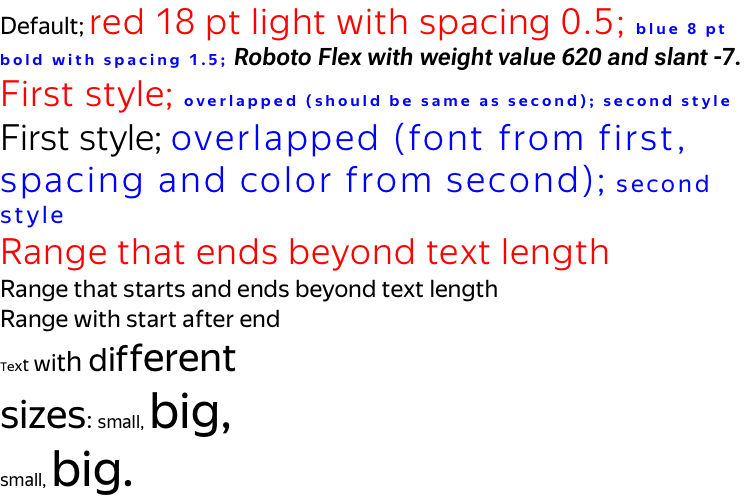 Default; red 18 pt light with spacing 0.5; blue 8 pt
bold with spacing 1.5; Roboto Flex with weight value 620 and slant -7.
First style; overlapped (should be same as second); second style
First style; overlapped (font from first,
spacing and color from second); second
style
Range that ends beyond text length
Range that starts and ends beyond text length
Range with start after end
Text with different
sizes: small, big,
small, big.